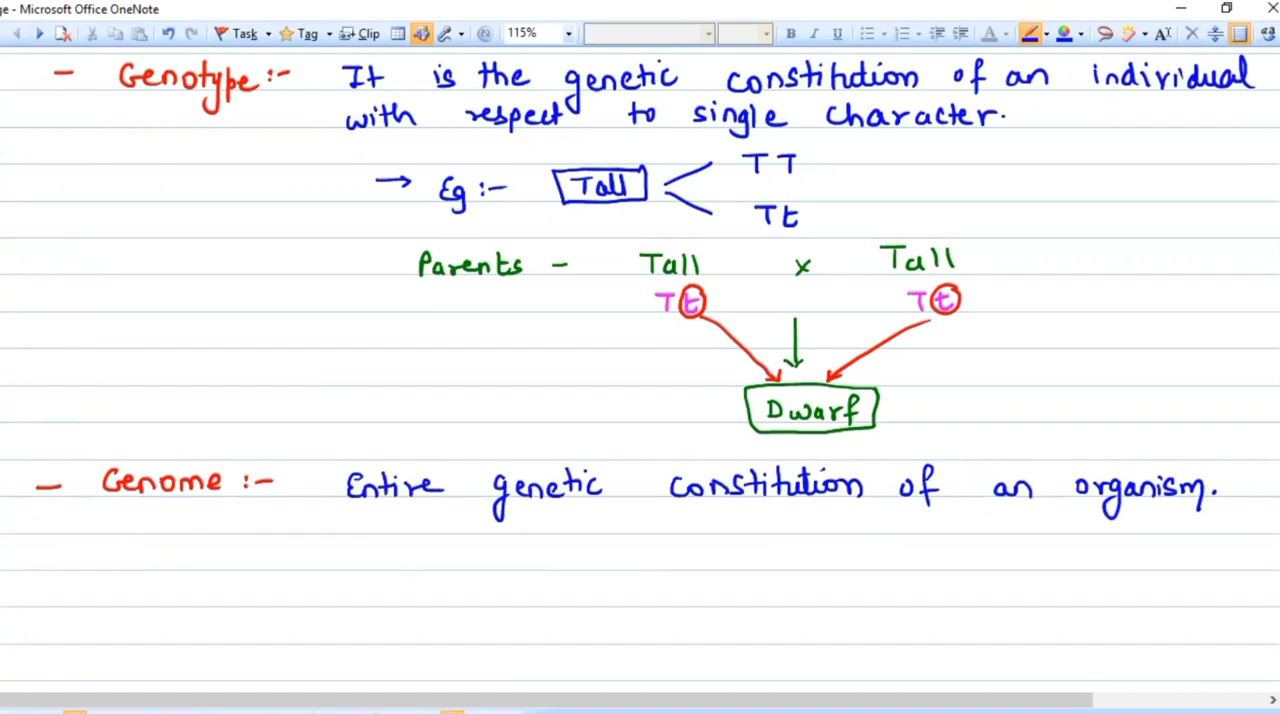 ge - Microsoft Office OneNote
Task Tag Clip 115% B I U A
- Genotype :- It is the genetic constitution of an individual
with respect to single character.
→ Eg :- Tall TT
Tt
Parents - Tall x Tall
Tt Tt
Dwarf
- Genome :- Entire genetic constitution of an organism.